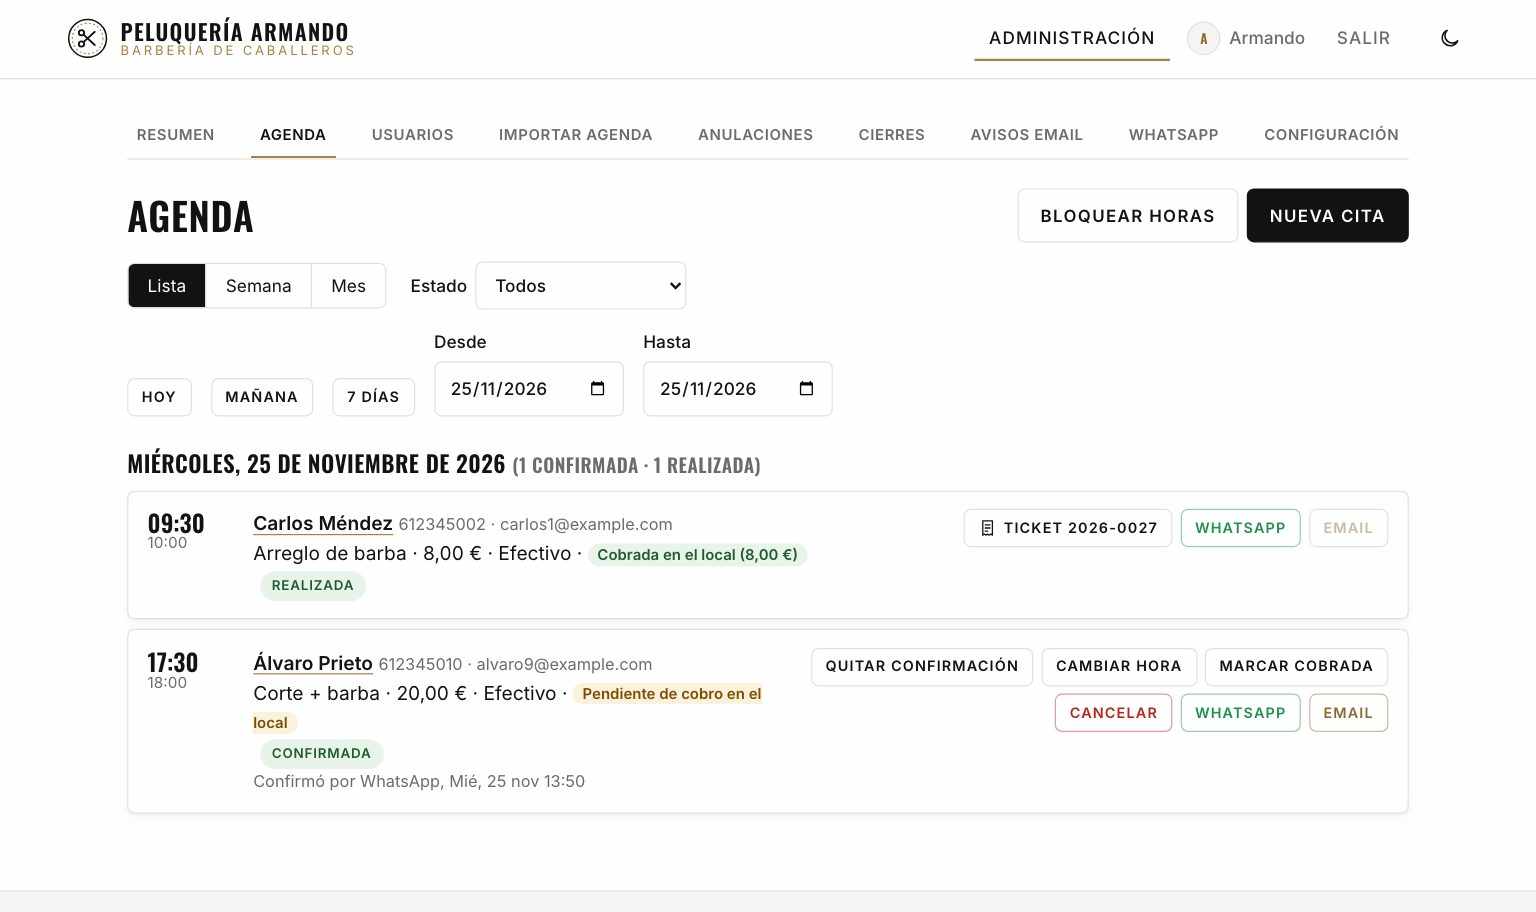 PELUQUERÍA ARMANDO
BARBERÍA DE CABALLEROS
ADMINISTRACIÓN
A
Armando
SALIR
RESUMEN
AGENDA
USUARIOS
IMPORTAR AGENDA
ANULACIONES
CIERRES
AVISOS EMAIL
WHATSAPP
CONFIGURACIÓN
AGENDA
BLOQUEAR HORAS
NUEVA CITA
Lista
Semana
Mes
Estado
Todos
Desde
Hasta
HOY
MAÑANA
7 DÍAS
25/11/2026
25/11/2026
MIÉRCOLES, 25 DE NOVIEMBRE DE 2026 (1 CONFIRMADA · 1 REALIZADA)
09:30
10:00
Carlos Méndez 612345002 · carlos1@example.com
Arreglo de barba · 8,00 € · Efectivo · Cobrada en el local (8,00 €)
REALIZADA
TICKET 2026-0027
WHATSAPP
EMAIL
17:30
18:00
Álvaro Prieto 612345010 · alvaro9@example.com
Corte + barba · 20,00 € · Efectivo · Pendiente de cobro en el
local
CONFIRMADA
Confirmó por WhatsApp, Mié, 25 nov 13:50
QUITAR CONFIRMACIÓN
CAMBIAR HORA
MARCAR COBRADA
CANCELAR
WHATSAPP
EMAIL